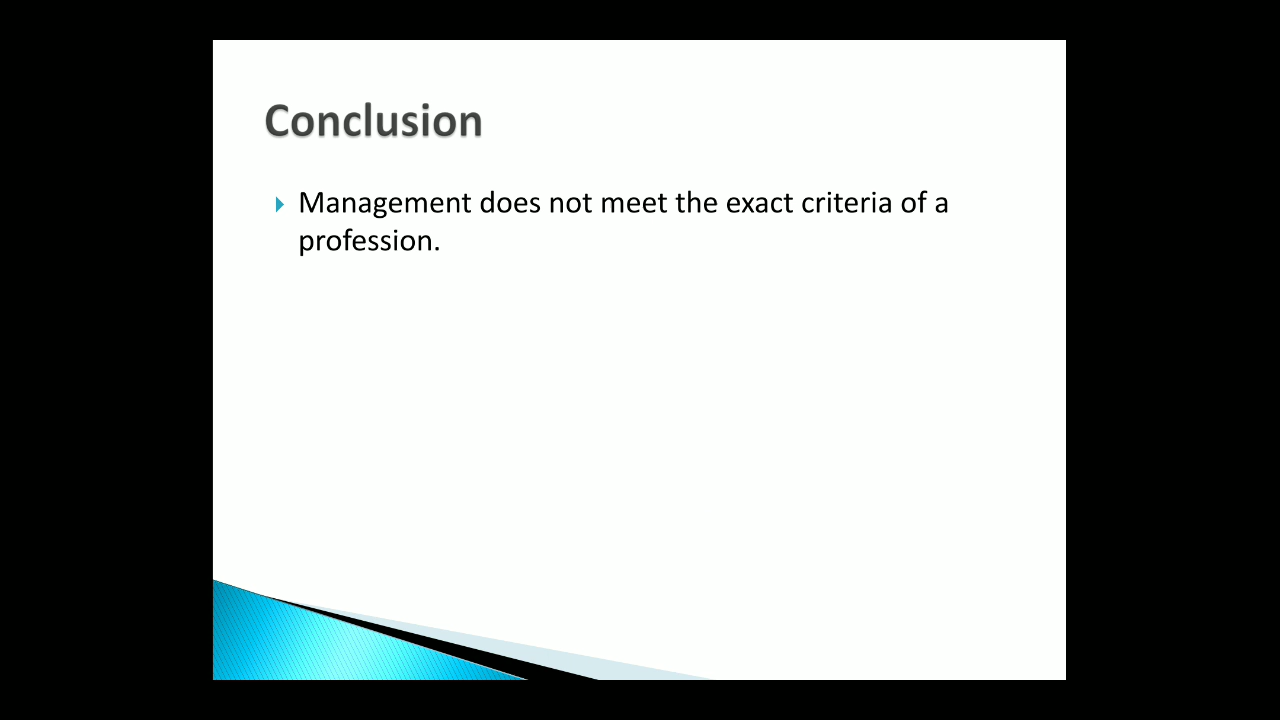 Conclusion
Management does not meet the exact criteria of a
profession.